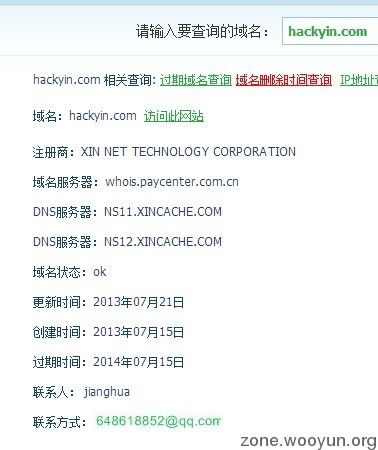 请输入要查询的域名： hackyin.com
hackyin.com 相关查询: 过期域名查询 域名删除时间查询 IP地址
域名：hackyin.com 访问此网站
注册商：XIN NET TECHNOLOGY CORPORATION
域名服务器：whois.paycenter.com.cn
DNS服务器：NS11.XINCACHE.COM
DNS服务器：NS12.XINCACHE.COM
域名状态：ok
更新时间：2013年07月21日
创建时间：2013年07月15日
过期时间：2014年07月15日
联系人：jianghua
联系方式：648618852@qq.com
zone.wooyun.org